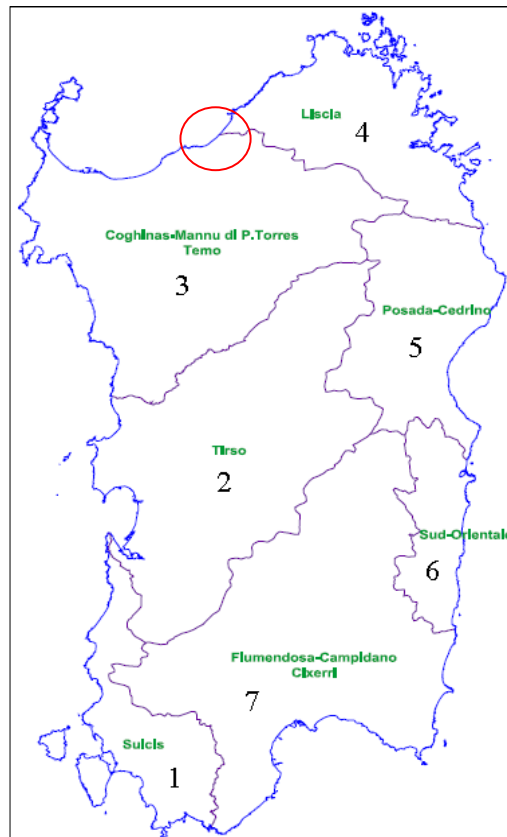 Liscia
4
Coghinas-Mannu di P.Torres
Temo
3
Posada-Cedrino
5
Tirso
2
Sud-Orientale
6
Flumendosa-Campidano
Cixerri
7
Sulcis
1